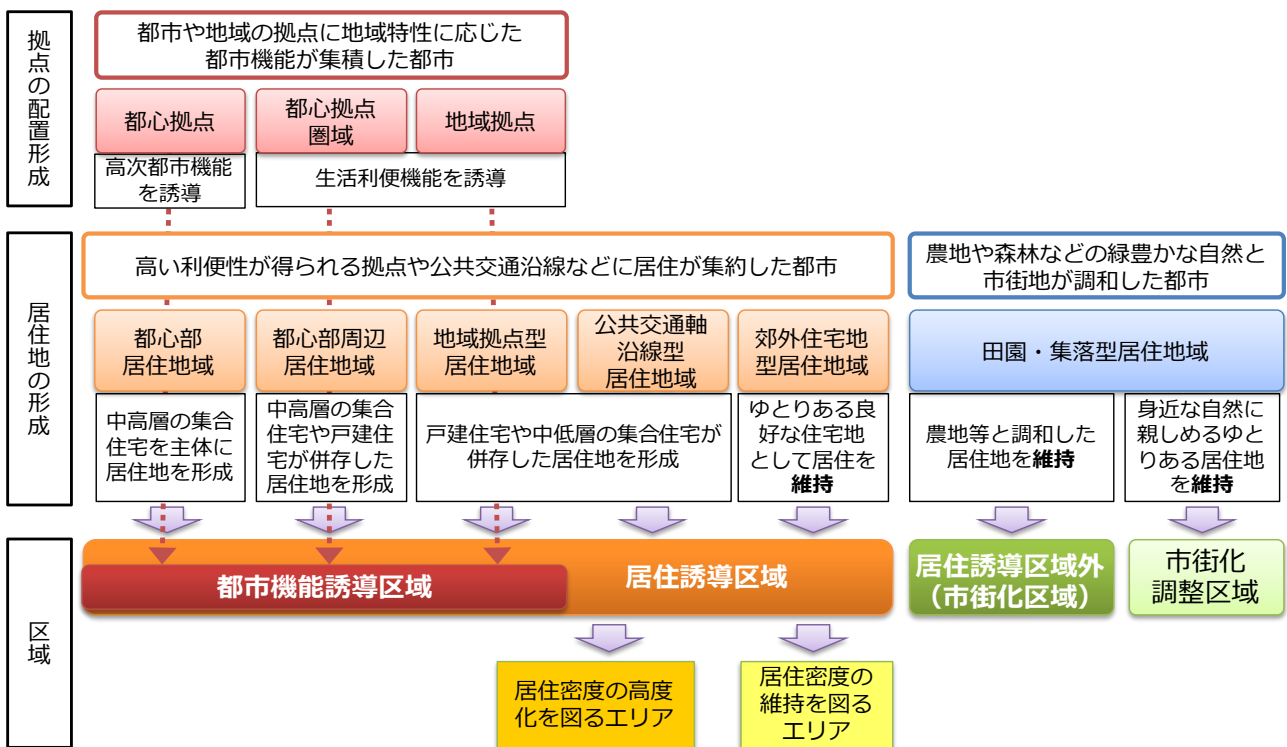 拠点の配置形成
都市や地域の拠点に地域特性に応じた
都市機能が集積した都市
都心拠点
都心拠点
圏域
地域拠点
高次都市機能
を誘導
生活利便機能を誘導
居住地の形成
高い利便性が得られる拠点や公共交通沿線などに居住が集約した都市
農地や森林などの緑豊かな自然と
市街地が調和した都市
都心部
居住地域
都心部周辺
居住地域
地域拠点型
居住地域
公共交通軸
沿線型
居住地域
郊外住宅地
型居住地域
田園・集落型居住地域
中高層の集合
住宅を主体に
居住地を形成
中高層の集合
住宅や戸建住
宅が併存した
居住地を形成
戸建住宅や中低層の集合住宅が
併存した居住地を形成
ゆとりある良
好な住宅地
として居住を
維持
農地等と調和した
居住地を維持
身近な自然に
親しめるゆと
りある居住地
を維持
区域
都市機能誘導区域
居住誘導区域
居住誘導区域外
（市街化区域）
市街化
調整区域
居住密度の高度
化を図るエリア
居住密度の
維持を図る
エリア